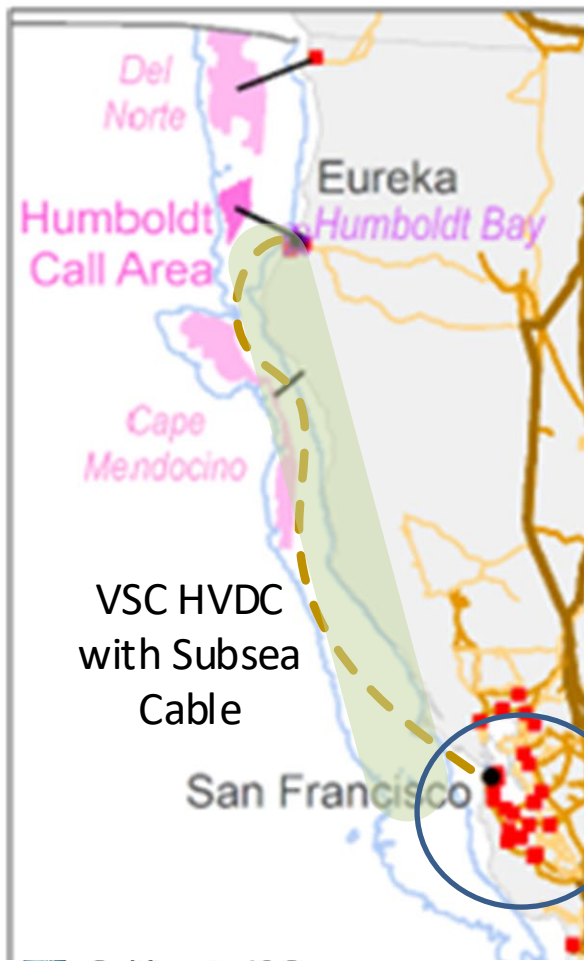 Del
Norte
Eureka
Humboldt Bay
Humboldt
Call Area
Cape
Mendocino
VSC HVDC
with Subsea
Cable
San Francisco